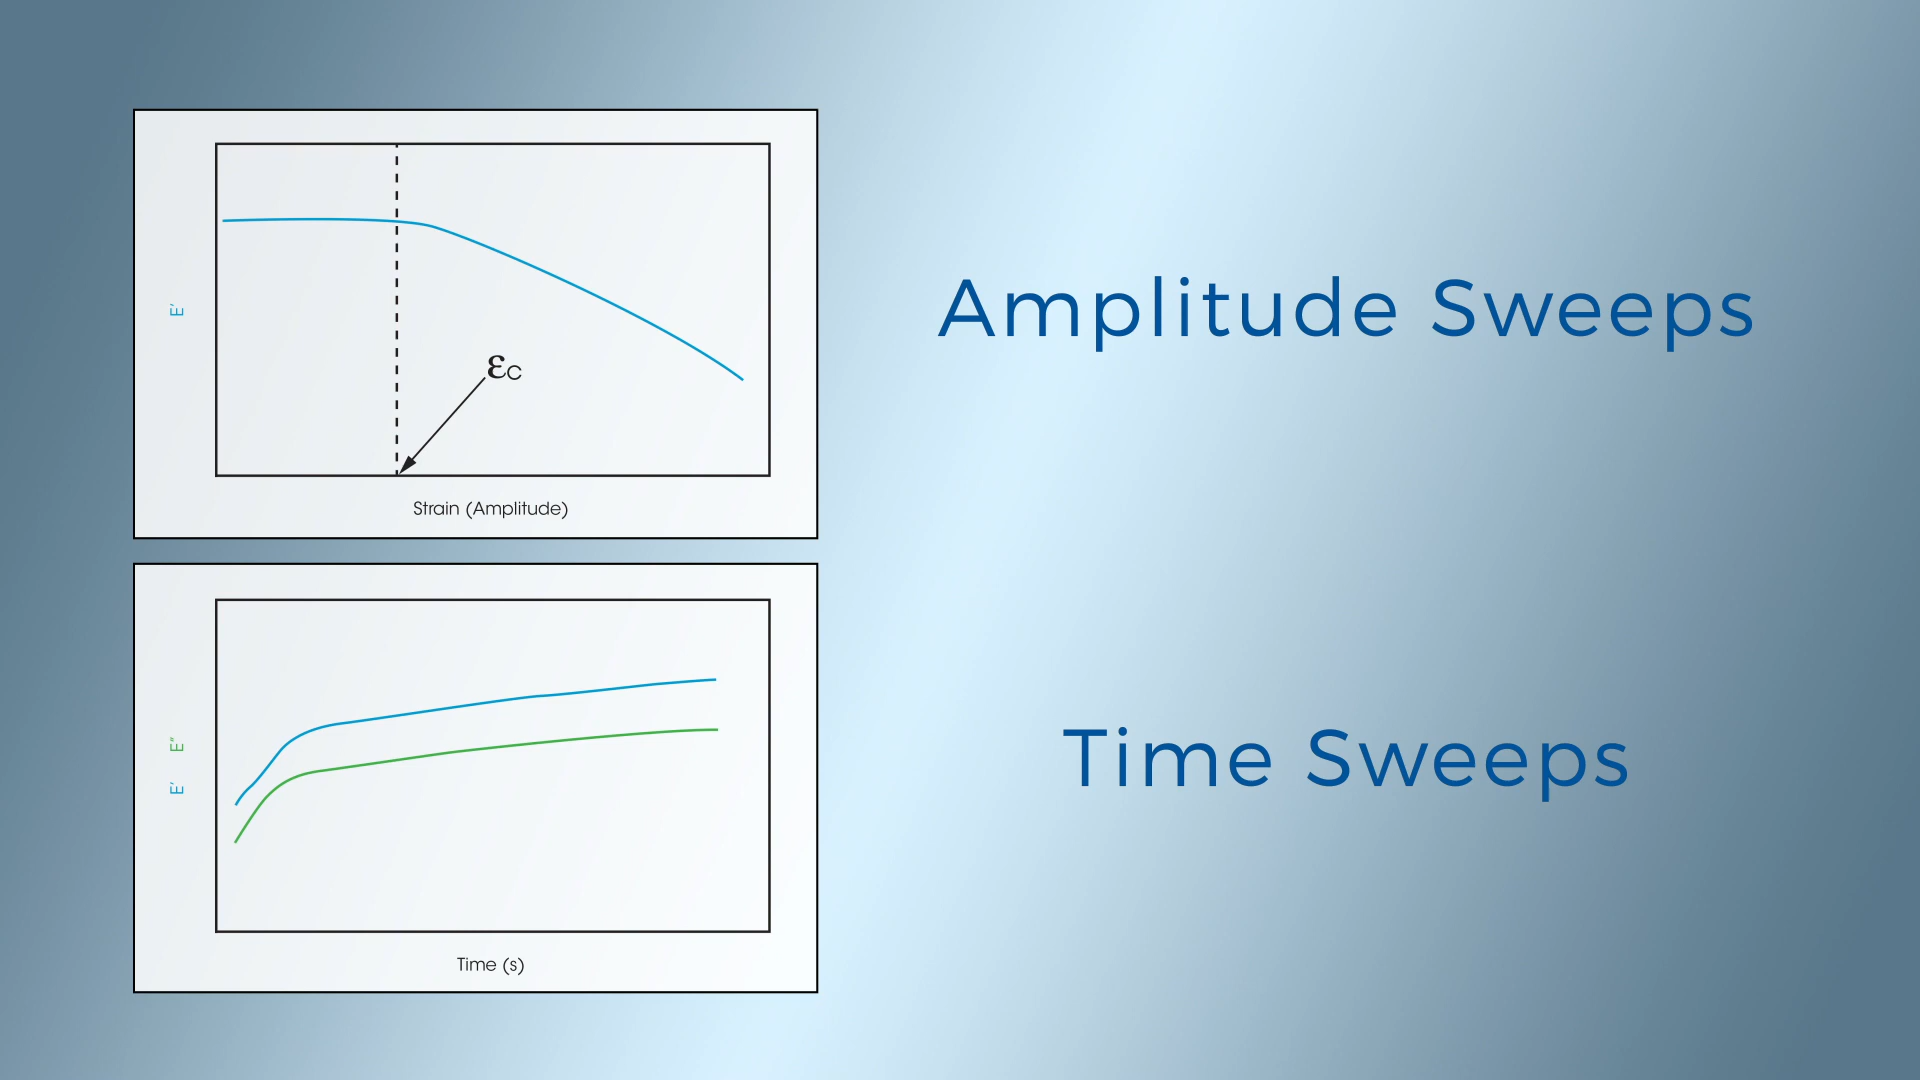 E'
εc
Strain (Amplitude)
Amplitude Sweeps
E' E"
Time (s)
Time Sweeps